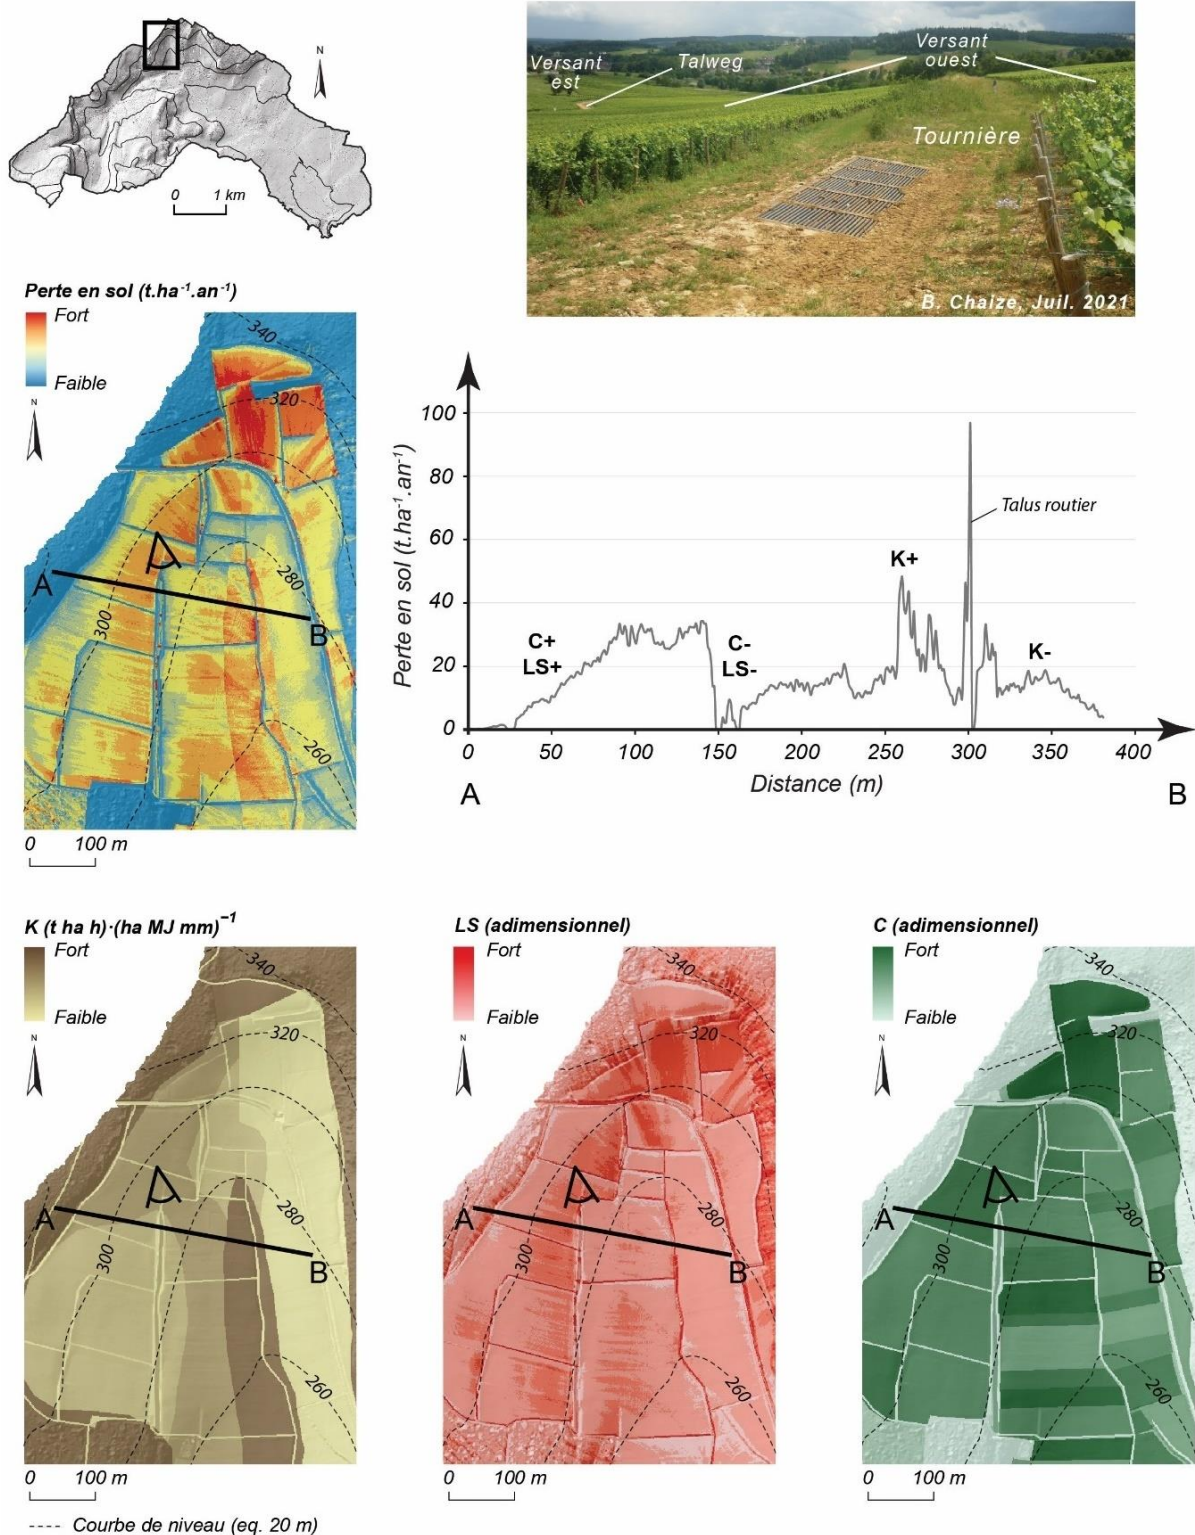 N
0 1 km
Versant
est
Talweg
Versant
ouest
Tournière
B. Chaize, Juil. 2021
Perte en sol (t.ha⁻¹.an⁻¹)
Fort
Faible
N
340
320
300
280
260
A
B
0 100 m
Perte en sol (t.ha⁻¹.an⁻¹)
100
80
60
40
20
0
C+
LS+
C-
LS-
K+
Talus routier
K-
0 50 100 150 200 250 300 350 400
Distance (m)
A B
K (t ha h)·(ha MJ mm)⁻¹
Fort
Faible
N
340
320
300
280
260
A
B
0 100 m
LS (adimensionnel)
Fort
Faible
N
340
320
300
280
260
A
B
0 100 m
C (adimensionnel)
Fort
Faible
N
340
320
300
280
260
A
B
0 100 m
Courbe de niveau (eq. 20 m)